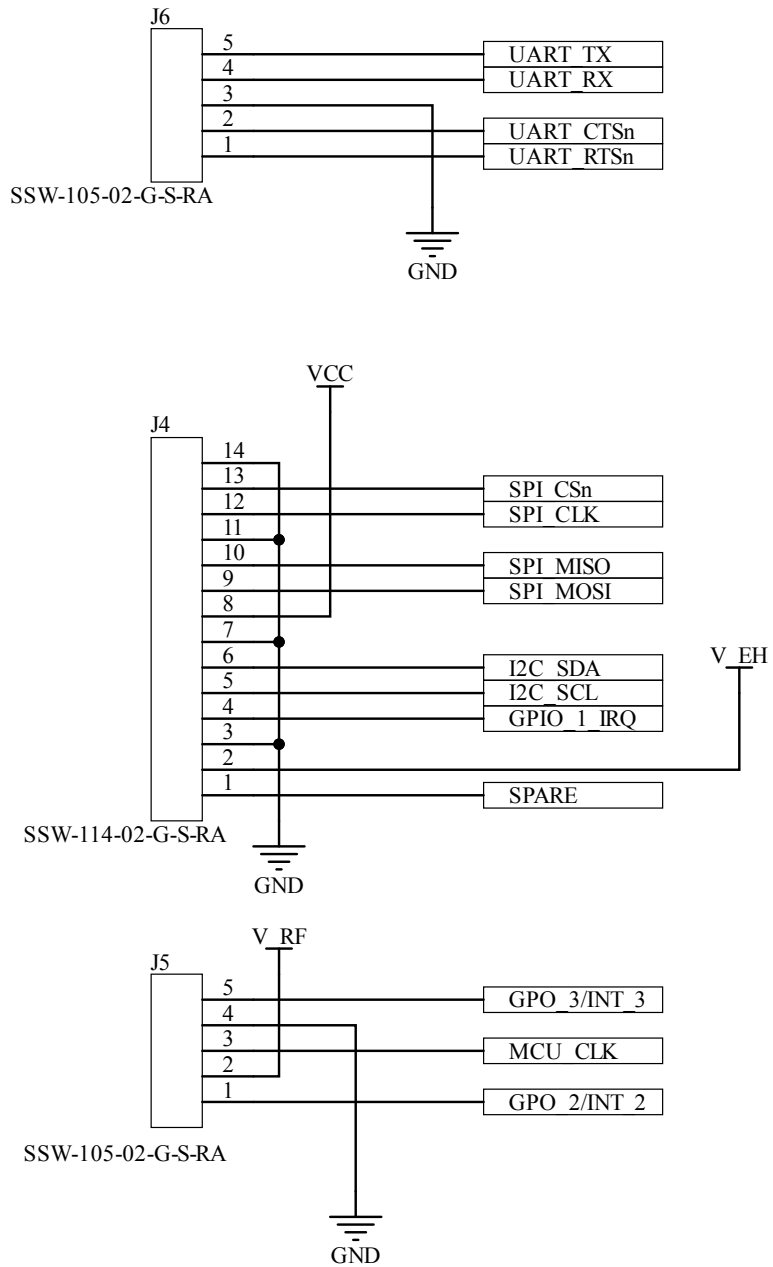 J6
5 UART_TX
4 UART_RX
3
2 UART_CTSn
1 UART_RTSn
SSW-105-02-G-S-RA
GND
VCC
J4
14
13 SPI_CSn
12 SPI_CLK
11
10 SPI_MISO
9 SPI_MOSI
8
7
6 I2C_SDA
V_EH
5 I2C_SCL
4 GPIO_1_IRQ
3
2
1 SPARE
SSW-114-02-G-S-RA
GND
V_RF
J5
5 GPO_3/INT_3
4
3 MCU_CLK
2
1 GPO_2/INT_2
SSW-105-02-G-S-RA
GND